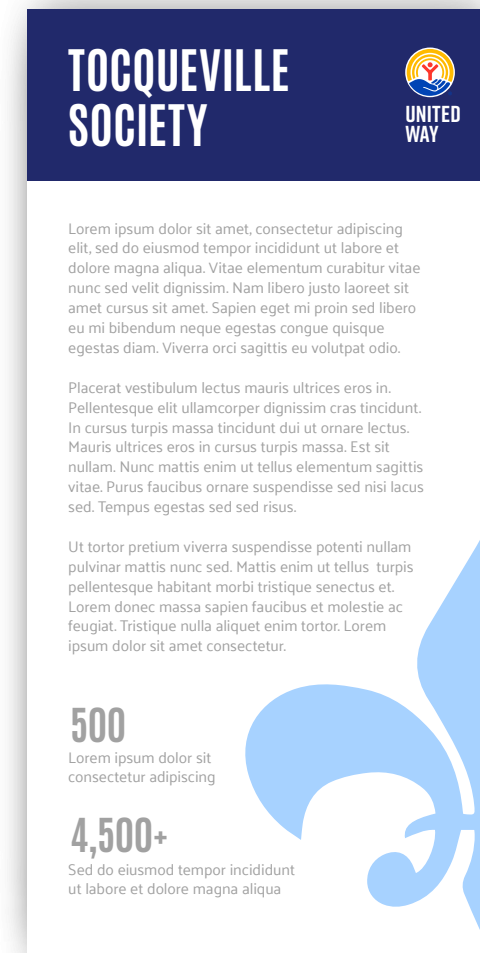 TOCQUEVILLE
SOCIETY
UNITED
WAY
Lorem ipsum dolor sit amet, consectetur adipiscing
elit, sed do eiusmod tempor incididunt ut labore et
dolore magna aliqua. Vitae elementum curabitur vitae
nunc sed velit dignissim. Nam libero justo laoreet sit
amet cursus sit amet. Sapien eget mi proin sed libero
eu mi bibendum neque egestas congue quisque
egestas diam. Viverra orci sagittis eu volutpat odio.
Placerat vestibulum lectus mauris ultrices eros in.
Pellentesque elit ullamcorper dignissim cras tincidunt.
In cursus turpis massa tincidunt dui ut ornare lectus.
Mauris ultrices eros in cursus turpis massa. Est sit
nullam. Nunc mattis enim ut tellus elementum sagittis
vitae. Purus faucibus ornare suspendisse sed nisi lacus
sed. Tempus egestas sed sed risus.
Ut tortor pretium viverra suspendisse potenti nullam
pulvinar mattis nunc sed. Mattis enim ut tellus  turpis
pellentesque habitant morbi tristique senectus et.
Lorem donec massa sapien faucibus et molestie ac
feugiat. Tristique nulla aliquet enim tortor. Lorem
ipsum dolor sit amet consectetur.
500
Lorem ipsum dolor sit
consectetur adipiscing
4,500+
Sed do eiusmod tempor incididunt
ut labore et dolore magna aliqua